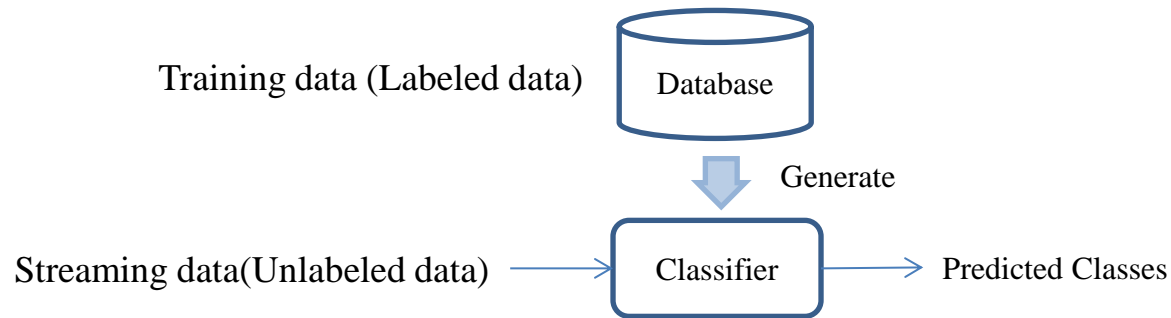 Training data (Labeled data)
Database
Generate
Streaming data(Unlabeled data)
Classifier
Predicted Classes